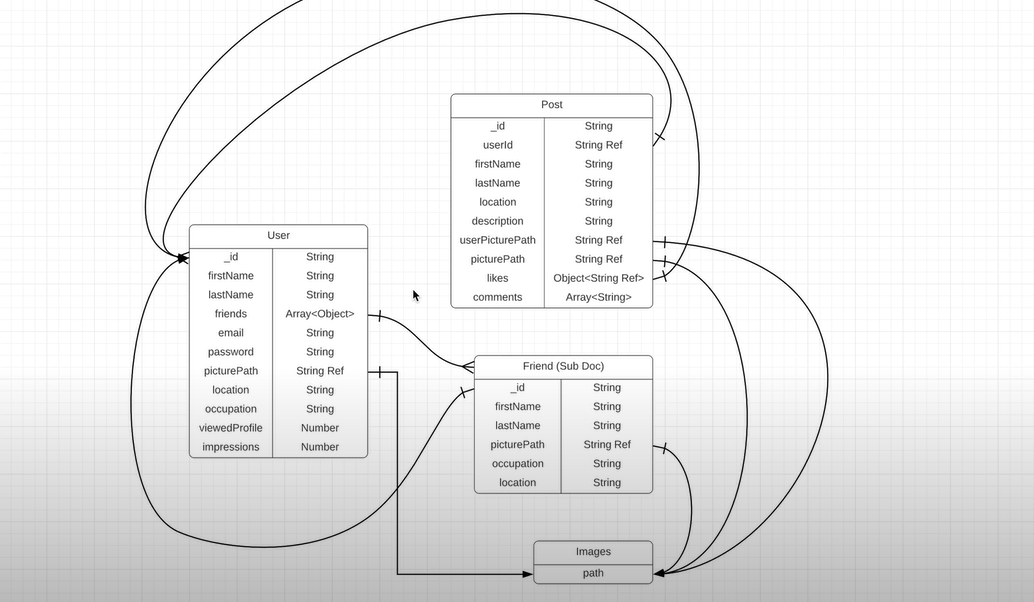 Post
_id String
userId String Ref
firstName String
lastName String
location String
description String
userPicturePath String Ref
picturePath String Ref
likes Object<String Ref>
comments Array<String>
User
_id String
firstName String
lastName String
friends Array<Object>
email String
password String
picturePath String Ref
location String
occupation String
viewedProfile Number
impressions Number
Friend (Sub Doc)
_id String
firstName String
lastName String
picturePath String Ref
occupation String
location String
Images
path